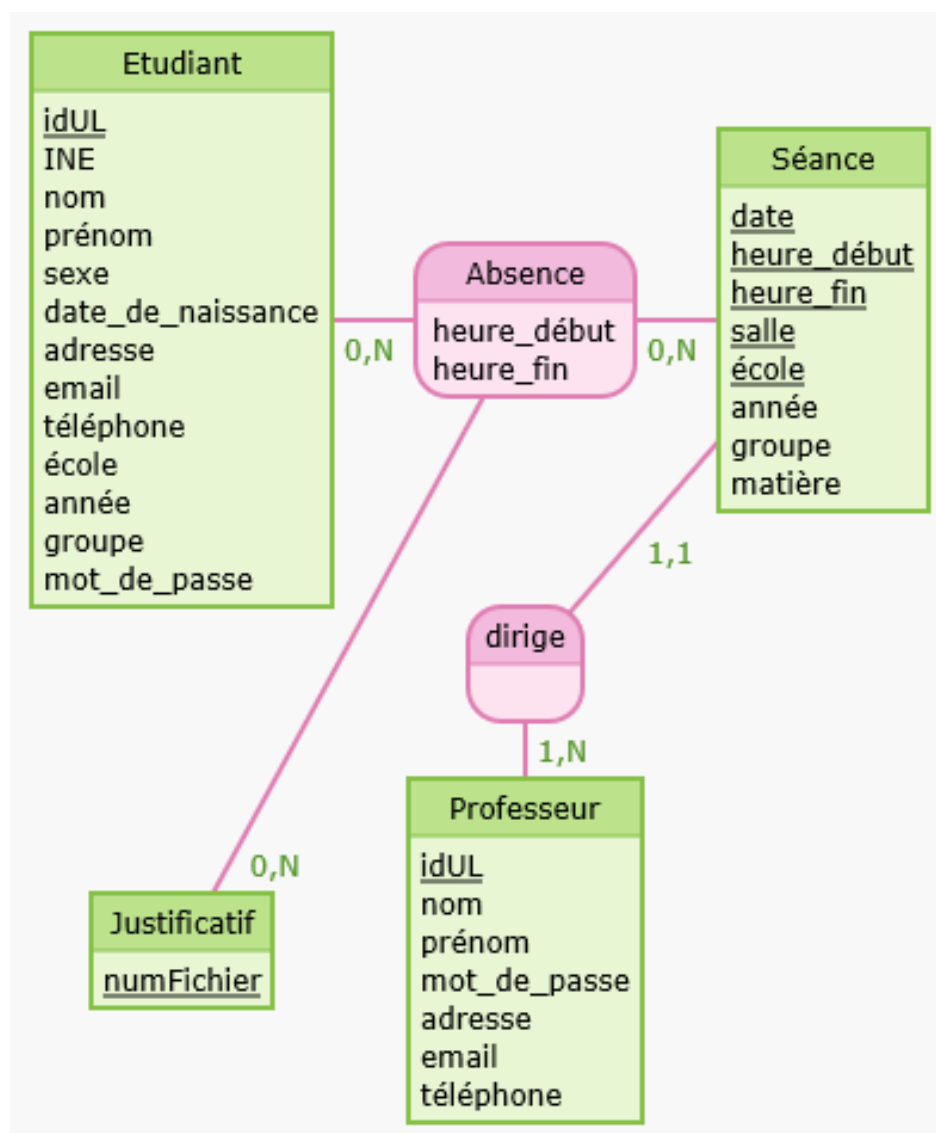 Etudiant
idUL
INE
nom
prénom
sexe
date_de_naissance
adresse
email
téléphone
école
année
groupe
mot_de_passe
0,N
Absence
heure_début
heure_fin
0,N
Séance
date
heure_début
heure_fin
salle
école
année
groupe
matière
1,1
dirige
1,N
Professeur
idUL
nom
prénom
mot_de_passe
adresse
email
téléphone
0,N
Justificatif
numFichier